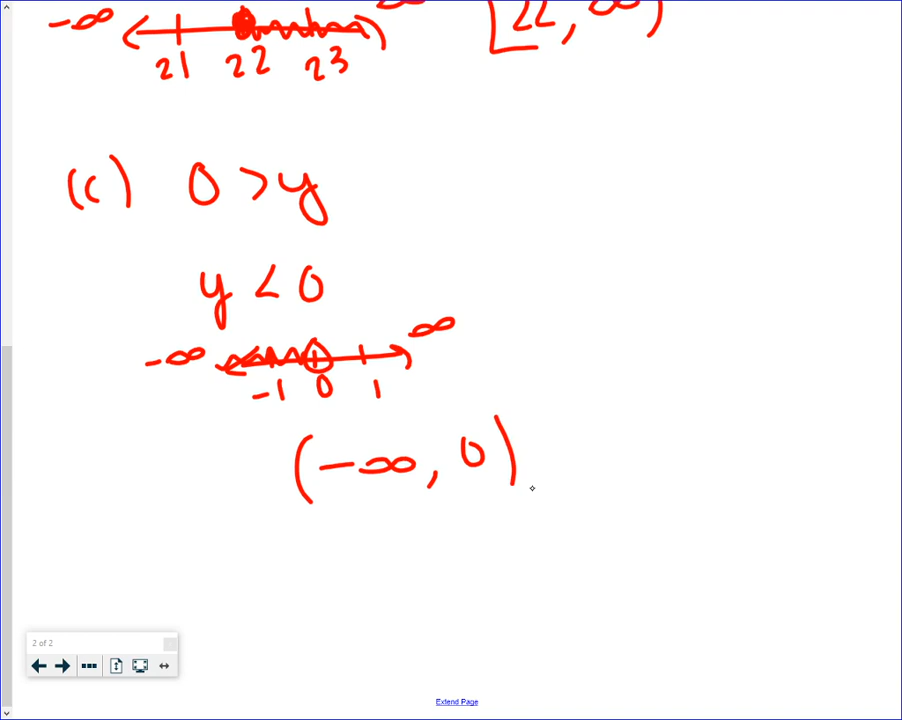 -∞ ∞ [22, ∞)
21 22 23
(c) 0 > y
y < 0
-∞ ∞
-1 0 1
(-∞, 0)
2 of 2
Extend Page